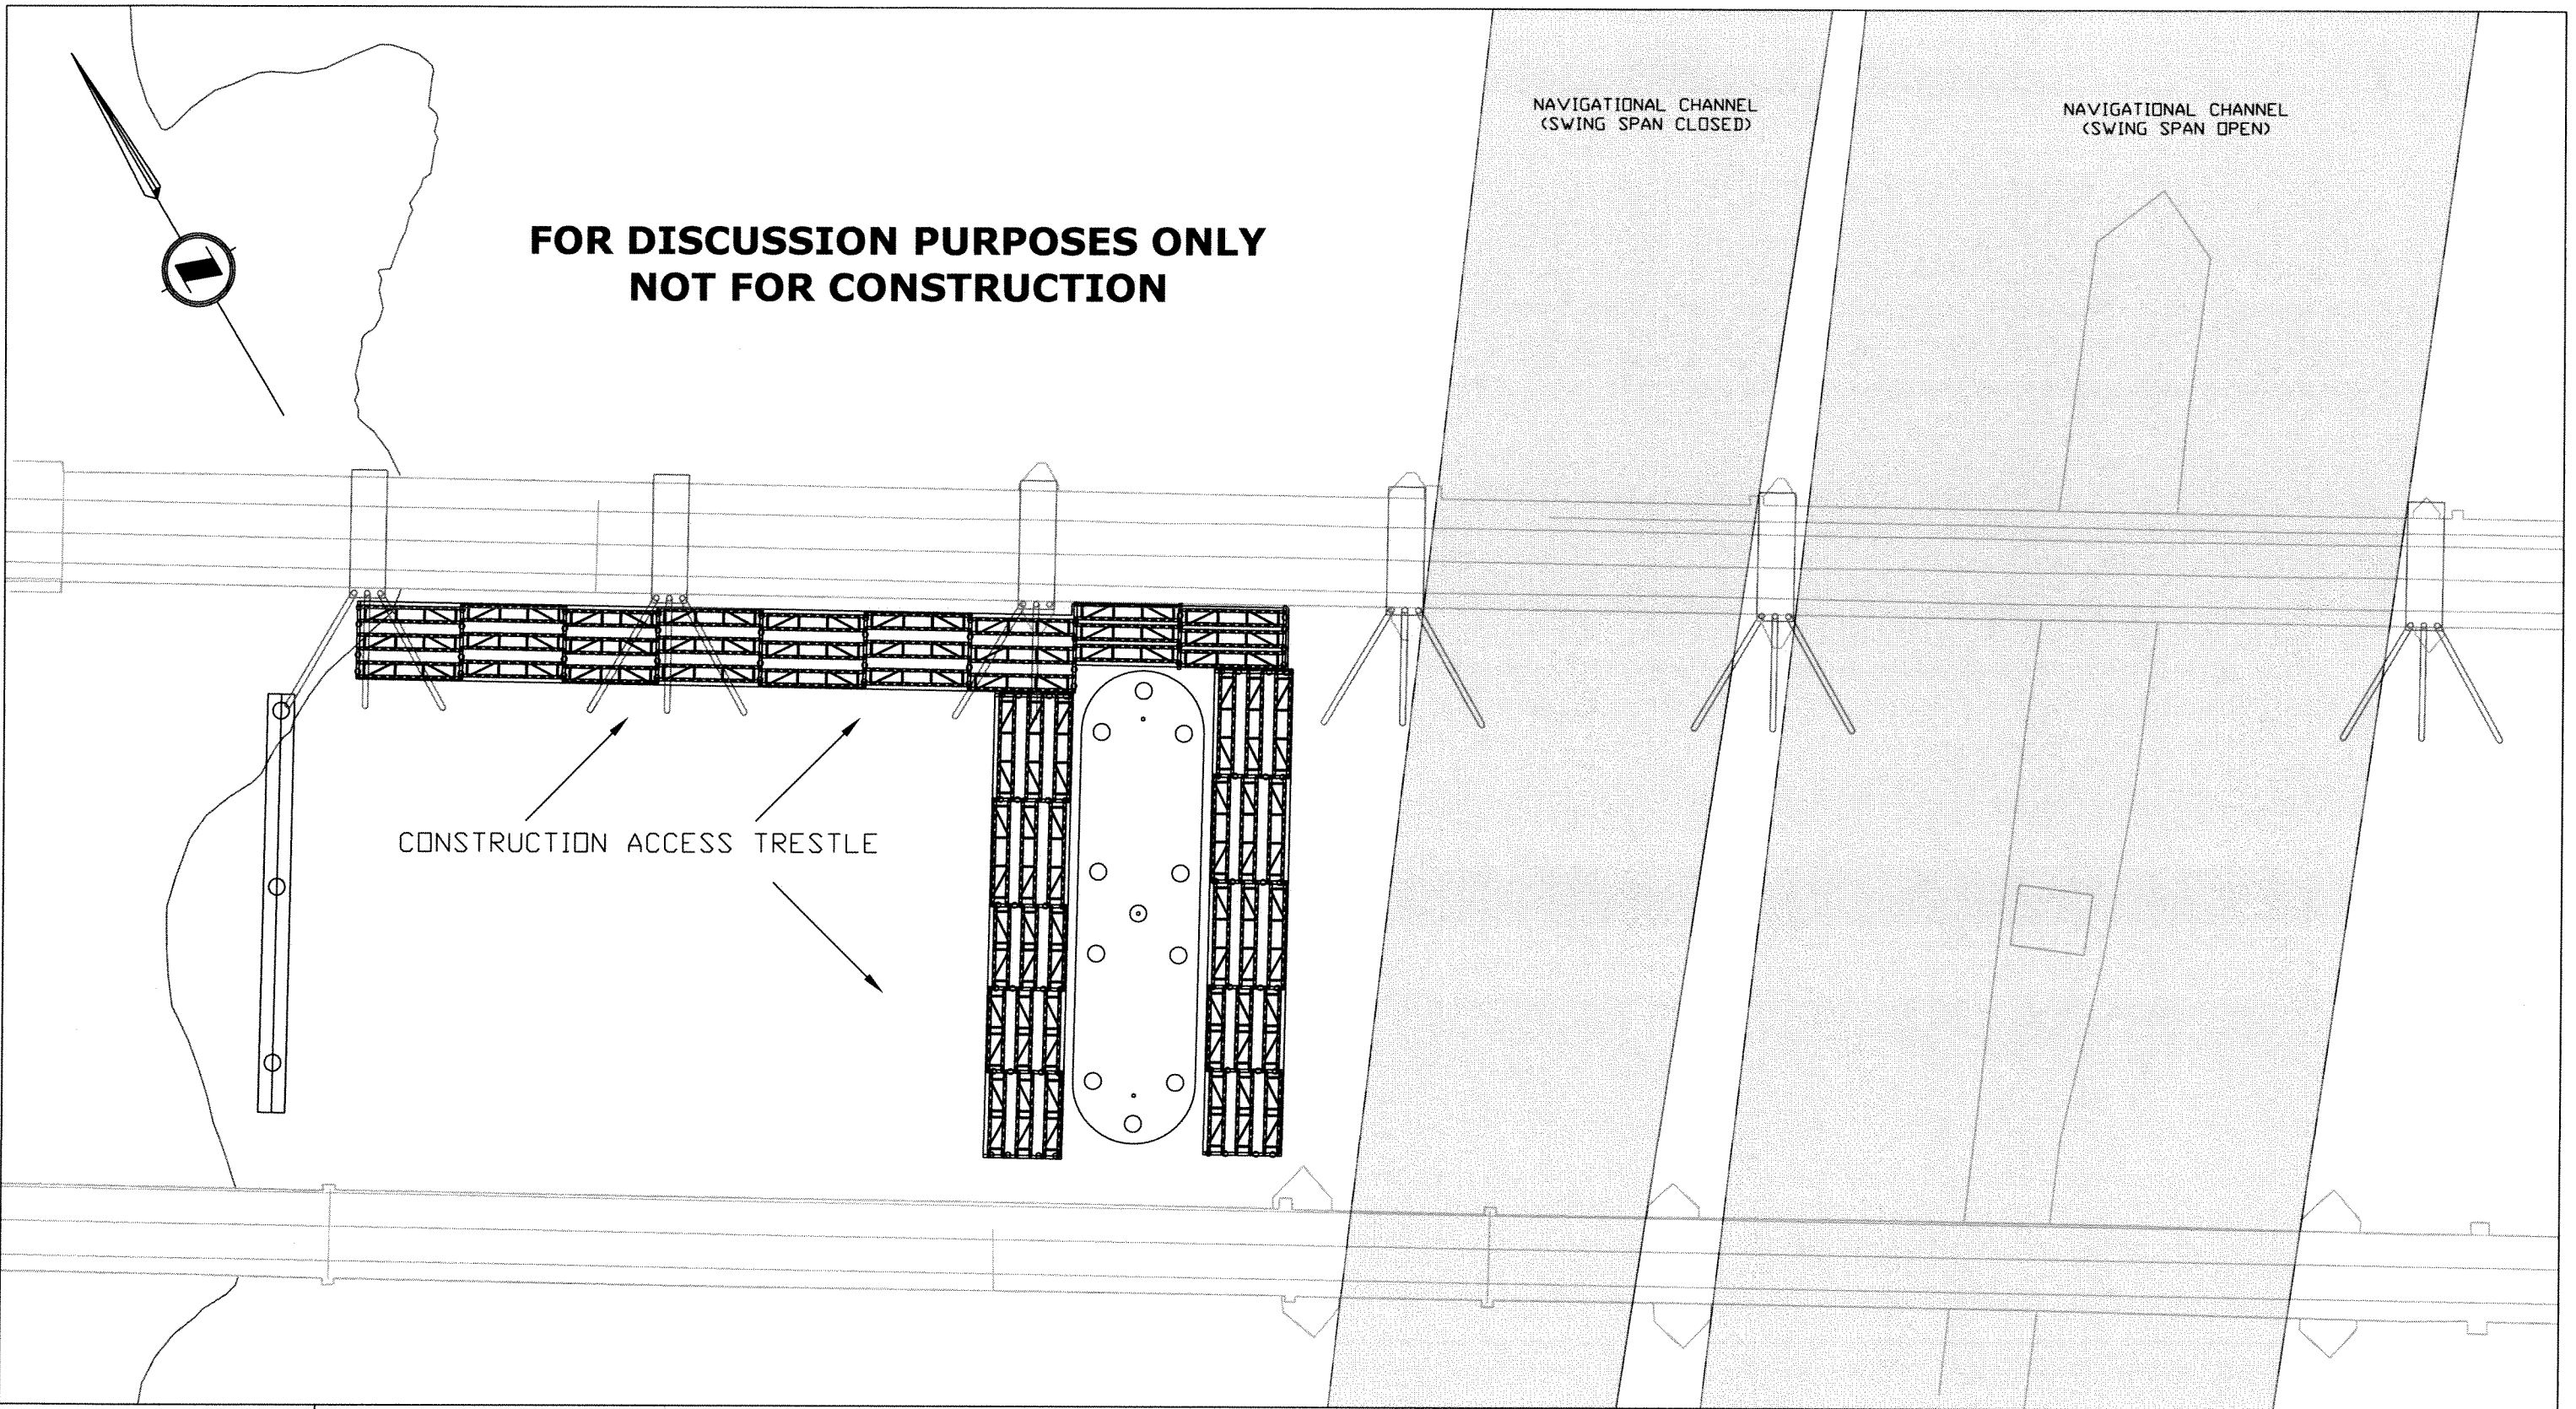 NAVIGATIONAL CHANNEL
(SWING SPAN CLOSED)
NAVIGATIONAL CHANNEL
(SWING SPAN OPEN)
FOR DISCUSSION PURPOSES ONLY
NOT FOR CONSTRUCTION
CONSTRUCTION ACCESS TRESTLE